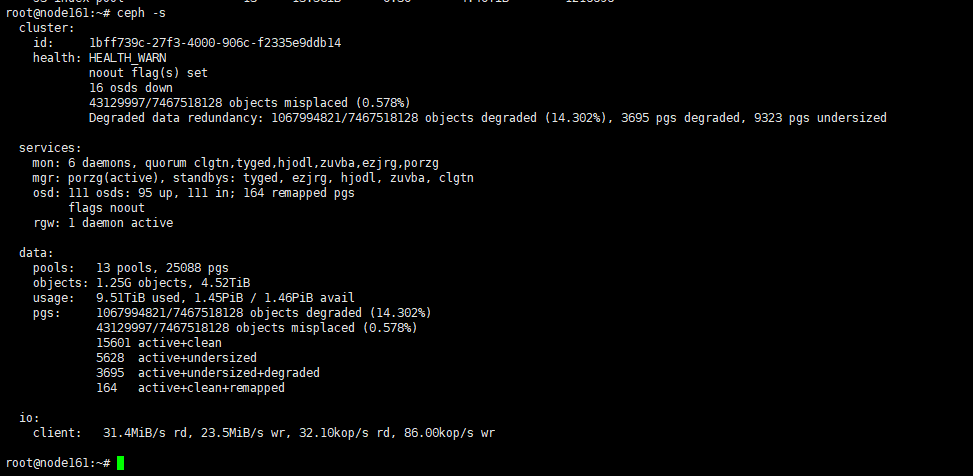 root@node161:~# ceph -s
cluster:
id: 1bff739c-27f3-4000-906c-f2335e9ddb14
health: HEALTH_WARN
noout flag(s) set
16 osds down
43129997/7467518128 objects misplaced (0.578%)
Degraded data redundancy: 1067994821/7467518128 objects degraded (14.302%), 3695 pgs degraded, 9323 pgs undersized
services:
mon: 6 daemons, quorum clgtn,tyged,hjodl,zuvba,ezjrg,porzg
mgr: porzg(active), standbys: tyged, ezjrg, hjodl, zuvba, clgtn
osd: 111 osds: 95 up, 111 in; 164 remapped pgs
flags noout
rgw: 1 daemon active
data:
pools: 13 pools, 25088 pgs
objects: 1.25G objects, 4.52TiB
usage: 9.51TiB used, 1.45PiB / 1.46PiB avail
pgs: 1067994821/7467518128 objects degraded (14.302%)
43129997/7467518128 objects misplaced (0.578%)
15601 active+clean
5628 active+undersized
3695 active+undersized+degraded
164 active+clean+remapped
io:
client: 31.4MiB/s rd, 23.5MiB/s wr, 32.10kop/s rd, 86.00kop/s wr
root@node161:~#